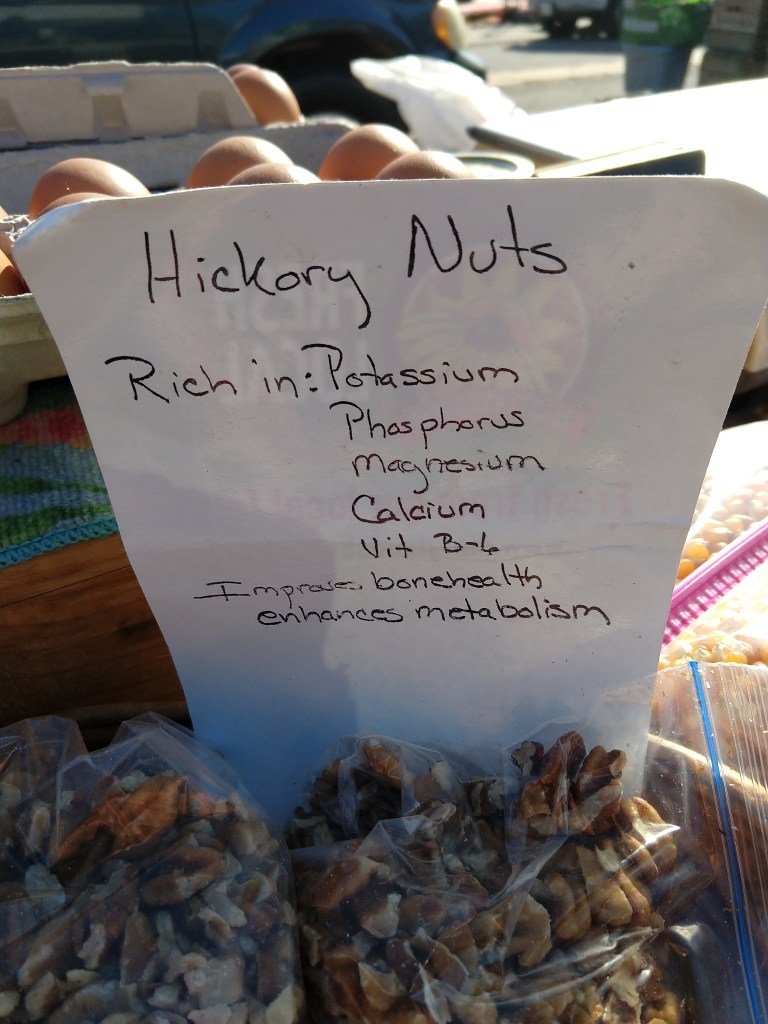 Hickory Nuts
Rich in: Potassium
Phosphorus
Magnesium
Calcium
Vit B-6
Improves bonehealth
enhances metabolism